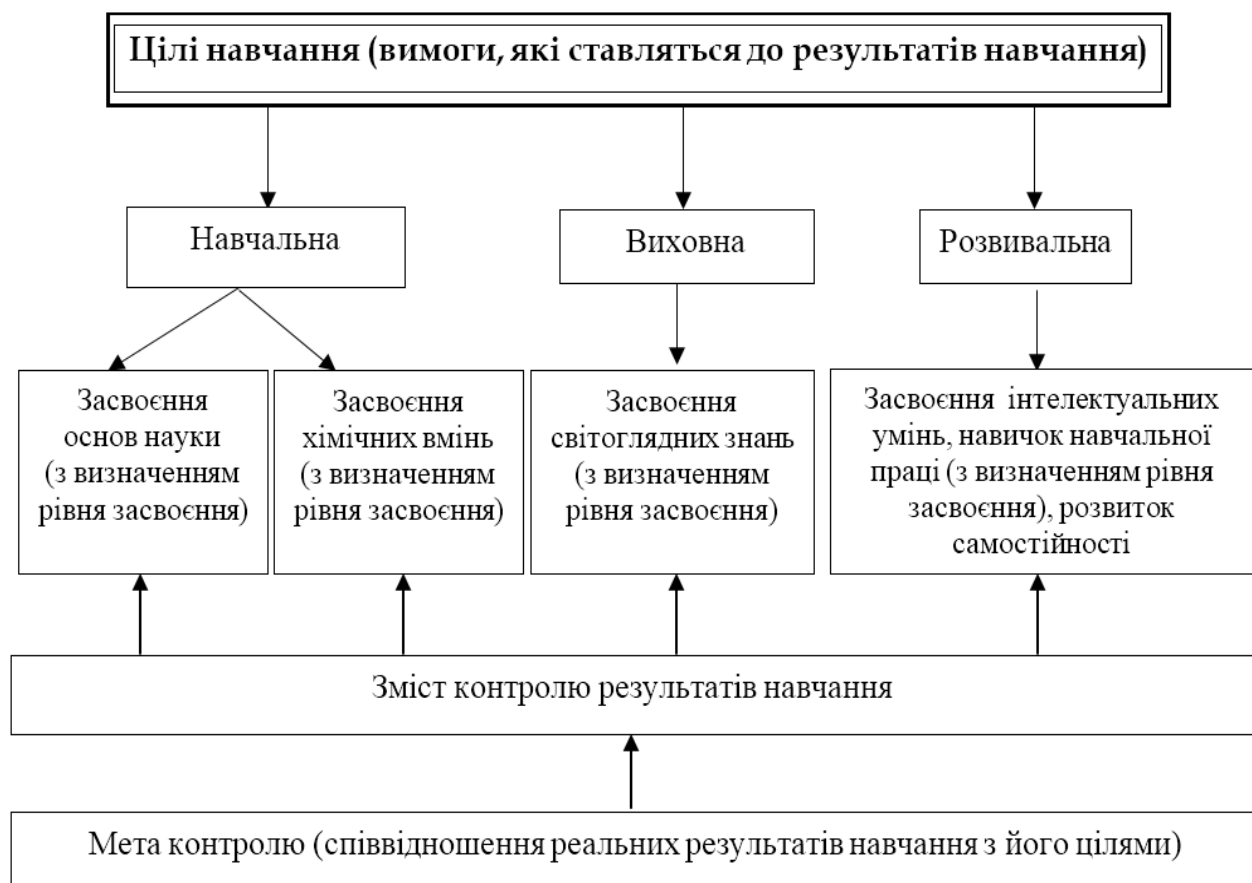 Цілі навчання (вимоги, які ставляться до результатів навчання)
Навчальна
Виховна
Розвивальна
Засвоєння
основ науки
(з визначенням
рівня засвоєння)
Засвоєння
хімічних вмінь
(з визначенням
рівня засвоєння)
Засвоєння
світоглядних знань
(з визначенням
рівня засвоєння)
Засвоєння інтелектуальних
умінь, навичок навчальної
праці (з визначенням рівня
засвоєння), розвиток
самостійності
Зміст контролю результатів навчання
Мета контролю (співвідношення реальних результатів навчання з його цілями)